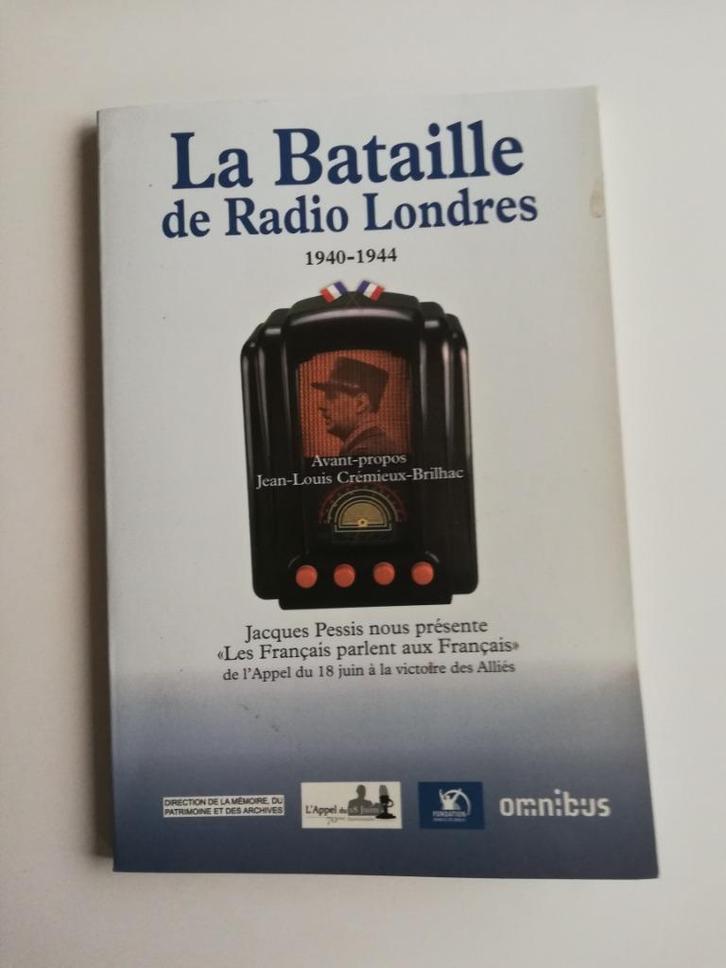 La Bataille
de Radio Londres
1940-1944
Avant-propos
Jean-Louis Crémieux-Brilhac
Jacques Pessis nous présente
«Les Français parlent aux Français»
de l'Appel du 18 juin à la victoire des Alliés
DIRECTION DE LA MÉMOIRE, DU
PATRIMOINE ET DES ARCHIVES
L'Appel du 18 Juin
70ème
FONDATION
omnibus